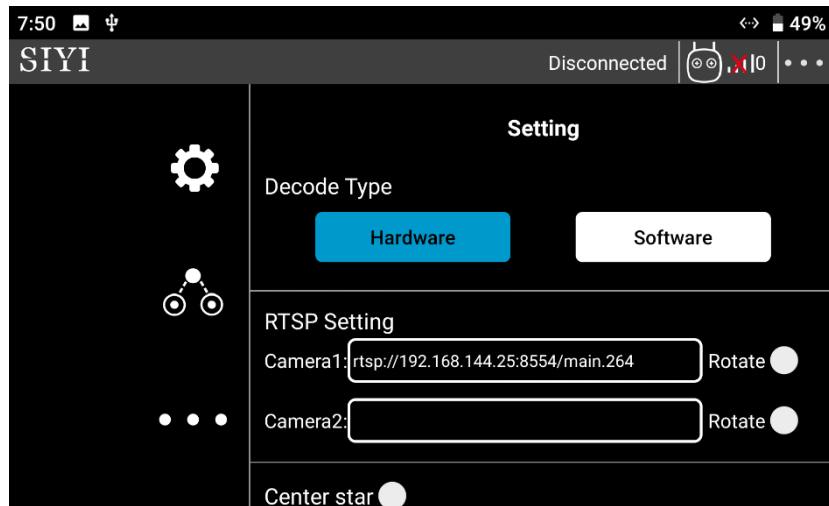 7:50 49%
SIYI Disconnected 0
Setting
Decode Type
Hardware Software
RTSP Setting
Camera1: rtsp://192.168.144.25:8554/main.264 Rotate
Camera2: Rotate
Center star